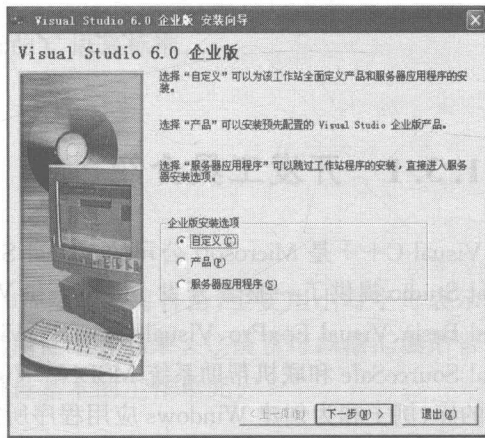 Visual Studio 6.0 企业版 安装向导
Visual Studio 6.0 企业版
选择“自定义”可以为该工作站全面定义产品和服务器应用程序的安
装。
选择“产品”可以安装预先配置的 Visual Studio 企业版产品。
选择“服务器应用程序”可以跳过工作站程序的安装，直接进入服务
器安装选项。
企业版安装选项
自定义(C)
产品(P)
服务器应用程序(S)
下一步(N) >
退出(X)